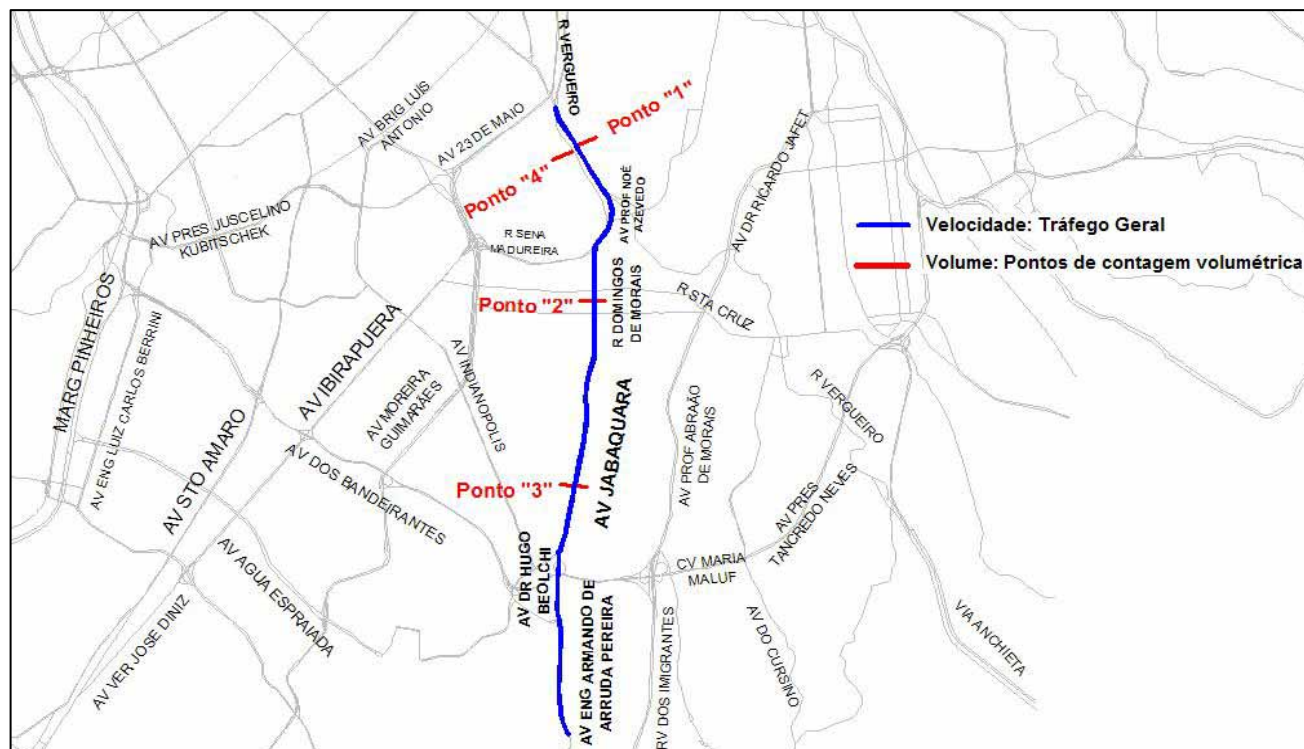 R VERGUEIRO
Ponto "1"
AV BRIG LUIS
ANTONIO
AV 23 DE MAIO
AV DR RICARDO JAFET
Ponto "4"
AV PROF NOÉ
AZEVEDO
AV PRES JUSCELINO
KUBITSCHEK
R SENA
MADUREIRA
Velocidade: Tráfego Geral
Volume: Pontos de contagem volumétrica
MARG PINHEIROS
AV ENG LUIZ CARLOS BERRINI
Ponto "2"
R DOMINGOS
DE MORAIS
R STA CRUZ
AV IBIRAPUERA
AV INDIANOPOLIS
AV MOREIRA
GUIMARÃES
R VERGUEIRO
AV STO AMARO
AV DOS BANDEIRANTES
Ponto "3"
AV JABAQUARA
AV PROF ABRAÃO
DE MORAIS
AV PRES
TANCREDO NEVES
AV AGUA ESPRAIADA
AV DR HUGO
BEOLCHI
CV MARIA
MALUF
AV VER JOSE DINIZ
AV ENG ARMANDO DE
ARRUDA PEREIRA
RV DOS IMIGRANTES
AV DO CURSINO
VIA ANCHIETA